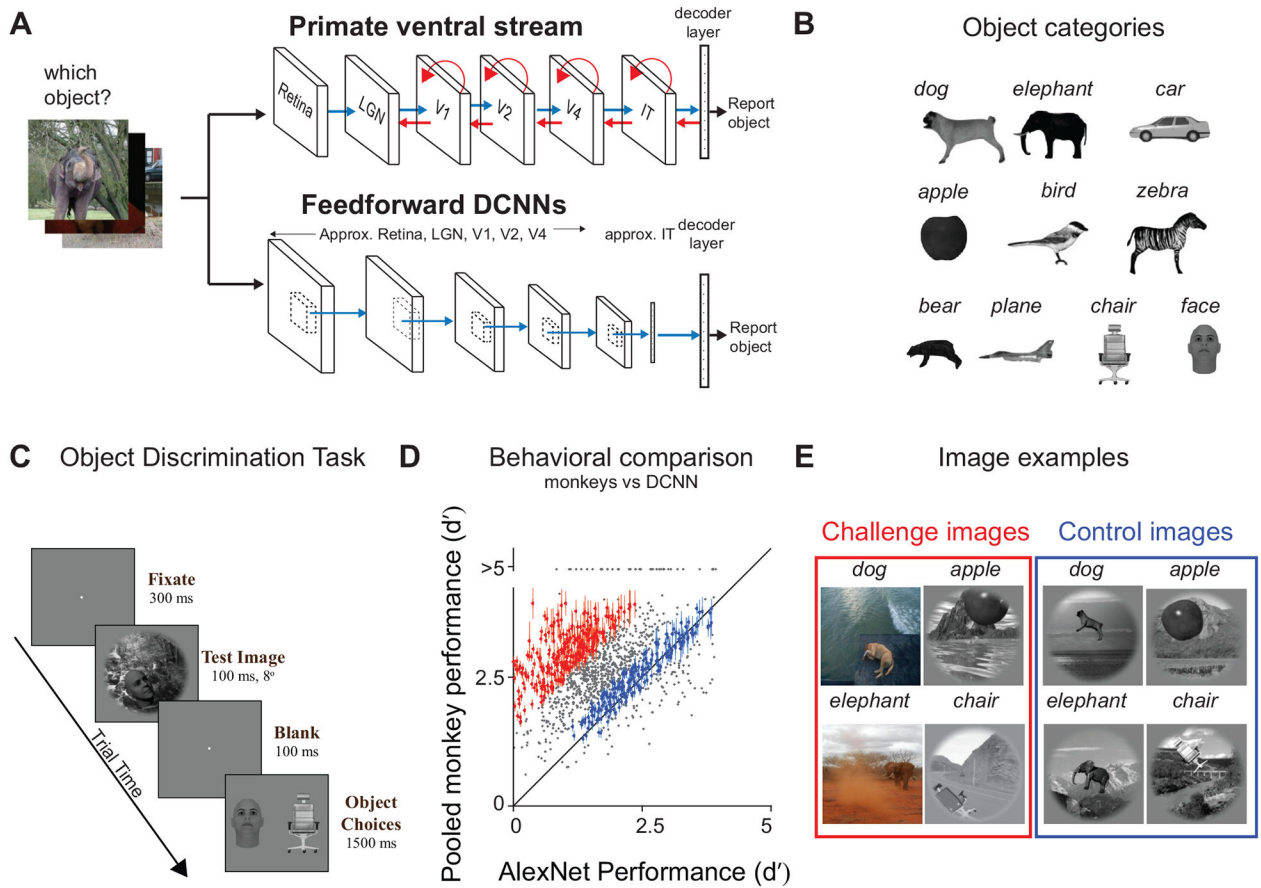 A
Primate ventral stream
decoder
layer
which
object?
Retina
LGN
V1
V2
V4
IT
Report
object
Feedforward DCNNs
Approx. Retina, LGN, V1, V2, V4
approx. IT
decoder
layer
Report
object
B
Object categories
dog
elephant
car
apple
bird
zebra
bear
plane
chair
face
C
Object Discrimination Task
Fixate
300 ms
Test Image
100 ms, 8º
Blank
100 ms
Object
Choices
1500 ms
Trial Time
D
Behavioral comparison
monkeys vs DCNN
Pooled monkey performance (d′)
>5
2.5
0
0
2.5
5
AlexNet Performance (d′)
E
Image examples
Challenge images
Control images
dog
apple
dog
apple
elephant
chair
elephant
chair